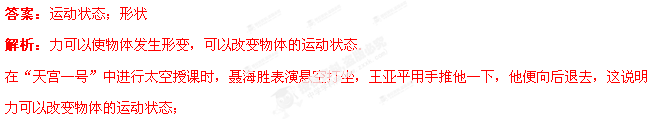 答案：运动状态；形状
解析：力可以使物体发生形变，可以改变物体的运动状态.
在“天宫一号”中进行太空授课时，聂海胜表演悬空打坐，王亚平用手推他一下，他便向后退去，这说明
力可以改变物体的运动状态；